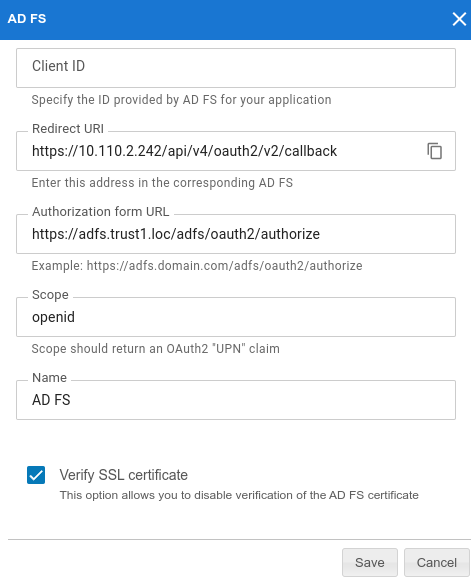 AD FS
Client ID
Specify the ID provided by AD FS for your application
Redirect URI
https://10.110.2.242/api/v4/oauth2/v2/callback
Enter this address in the corresponding AD FS
Authorization form URL
https://adfs.trust1.loc/adfs/oauth2/authorize
Example: https://adfs.domain.com/adfs/oauth2/authorize
Scope
openid
Scope should return an OAuth2 "UPN" claim
Name
AD FS
Verify SSL certificate
This option allows you to disable verification of the AD FS certificate
Save Cancel